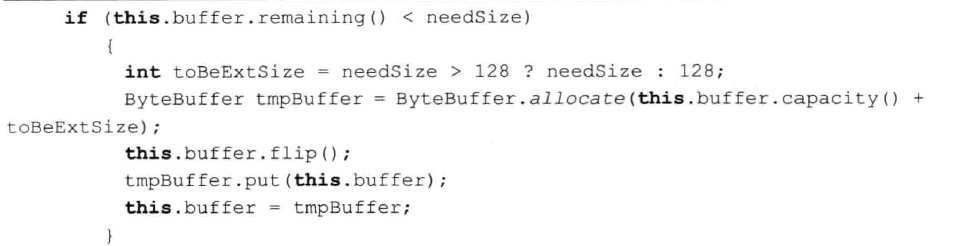 if (this.buffer.remaining() < needSize)
{
int toBeExtSize = needSize > 128 ? needSize : 128;
ByteBuffer tmpBuffer = ByteBuffer.allocate(this.buffer.capacity() +
toBeExtSize);
this.buffer.flip();
tmpBuffer.put(this.buffer);
this.buffer = tmpBuffer;
}